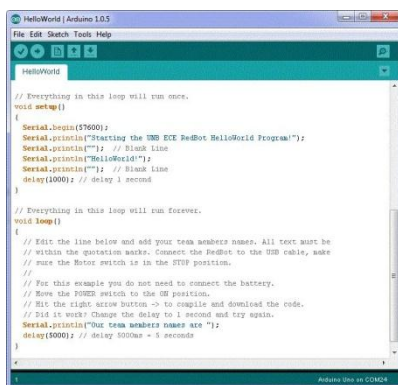 HelloWorld | Arduino 1.0.5
File Edit Sketch Tools Help
HelloWorld
// Everything in this loop will run once.
void setup()
{
Serial.begin(57600);
Serial.println("Starting the UNB ECE RedBot HelloWorld Program!");
Serial.println(""); // Blank Line
Serial.println("HelloWorld!");
Serial.println(""); // Blank Line
delay(1000); // delay 1 second
}
// Everything in this loop will run forever.
void loop()
{
// Edit the line below and add your team members names. All text must be
// within the quotation marks. Connect the RedBot to the USB cable, make
// sure the Motor switch is in the STOP position.
//
// For this example you do not need to connect the battery.
// Move the POWER switch to the ON position.
// Hit the right arrow button -> to compile and download the code.
// Did it work? Change the delay to 1 second and try again.
Serial.println("Our team members names are ");
delay(5000); // delay 5000ms = 5 seconds
}
1
Arduino Uno on COM24